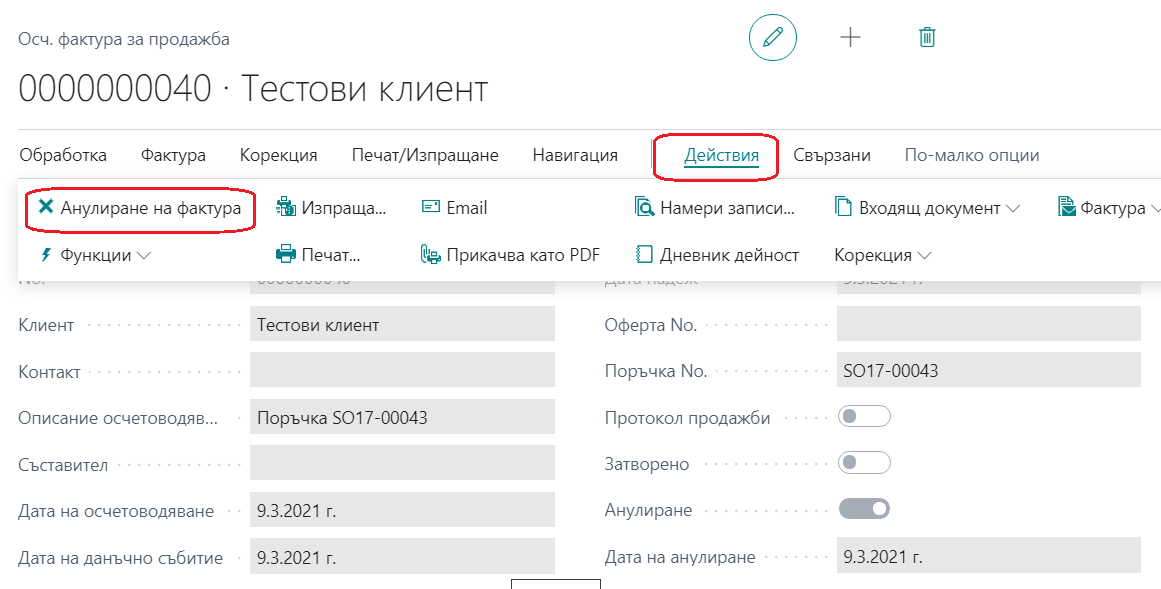 Осч. фактура за продажба
0000000040 · Тестови клиент
Обработка Фактура Корекция Печат/Изпращане Навигация Действия Свързани По-малко опции
Анулиране на фактура Изпраща... Email Намери записи... Входящ документ Фактура
Функции Печат... Прикачва като PDF Дневник дейност Корекция
No. 0000000040 Дата падеж 9.3.2021 г.
Клиент Тестови клиент Оферта No.
Контакт Поръчка No. SO17-00043
Описание осчетоводяв... Поръчка SO17-00043 Протокол продажби
Съставител Затворено
Дата на осчетоводяване 9.3.2021 г. Анулиране
Дата на данъчно събитие 9.3.2021 г. Дата на анулиране 9.3.2021 г.